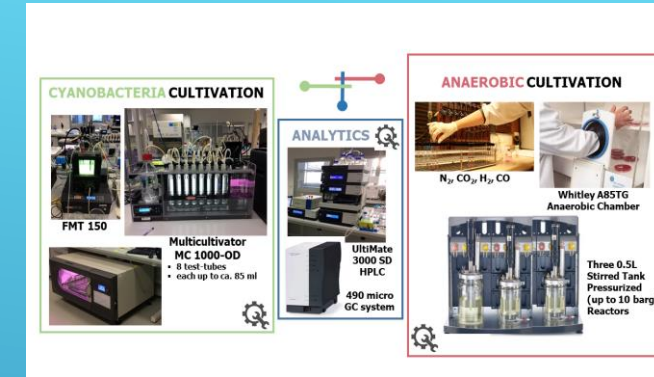 CYANOBACTERIA CULTIVATION
FMT 150
Multicultivator
MC 1000-OD
▪ 8 test-tubes
▪ each up to ca. 85 ml
ANALYTICS
UltiMate
3000 SD
HPLC
490 micro
GC system
ANAEROBIC CULTIVATION
N₂, CO₂, H₂, CO
Whitley A85TG
Anaerobic Chamber
Three 0.5L
Stirred Tank
Pressurized
(up to 10 barg
Reactors